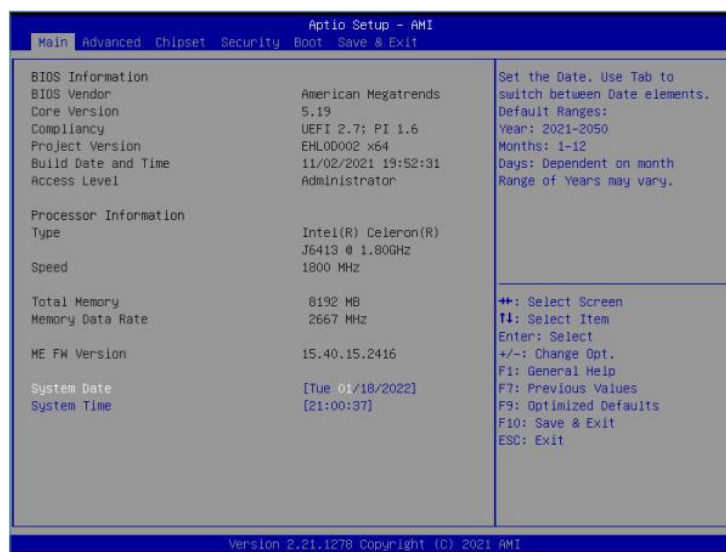 Aptio Setup - AMI
Main Advanced Chipset Security Boot Save & Exit
BIOS Information
BIOS Vendor American Megatrends
Core Version 5.19
Compliancy UEFI 2.7; PI 1.6
Project Version EHLOD002 x64
Build Date and Time 11/02/2021 19:52:31
Access Level Administrator
Processor Information
Type Intel(R) Celeron(R)
J6413 @ 1.80GHz
Speed 1800 MHz
Total Memory 8192 MB
Memory Data Rate 2667 MHz
ME FW Version 15.40.15.2416
System Date [Tue 01/18/2022]
System Time [21:00:37]
Set the Date. Use Tab to
switch between Date elements.
Default Ranges:
Year: 2021-2050
Months: 1-12
Days: Dependent on month
Range of Years may vary.
→←: Select Screen
↑↓: Select Item
Enter: Select
+/-: Change Opt.
F1: General Help
F7: Previous Values
F9: Optimized Defaults
F10: Save & Exit
ESC: Exit
Version 2.21.1278 Copyright (C) 2021 AMI